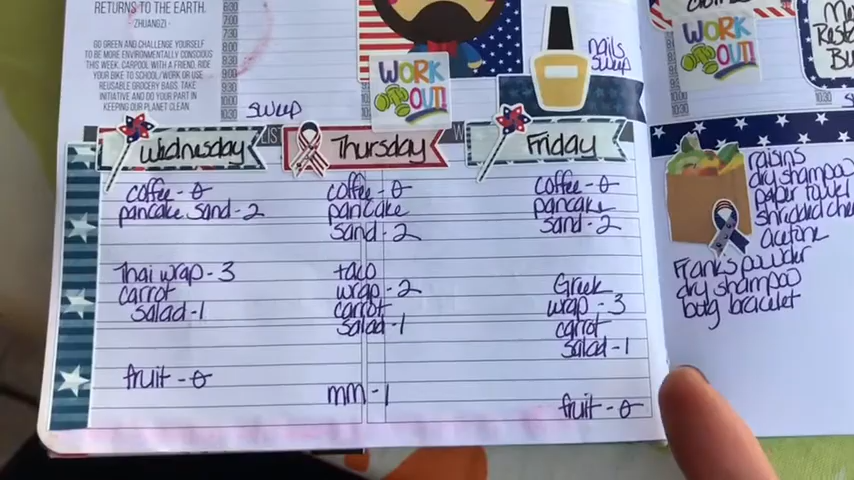 RETURNS TO THE EARTH.
-ZHUANGZI
GO GREEN AND CHALLENGE YOURSELF
TO BE MORE ENVIRONMENTALLY CONSCIOUS
THIS WEEK. CARPOOL WITH A FRIEND, RIDE
YOUR BIKE TO SCHOOL/WORK OR USE
REUSABLE GROCERY BAGS. TAKE
INITIATIVE AND DO YOUR PART IN
KEEPING OUR PLANET CLEAN!
sweep
WORK
OUT!
nails
sweep
WORK
OUT!
Wednesday
coffee - 0
pancake sand - 2
Thai wrap - 3
carrot
salad - 1
fruit - 0
Thursday
coffee - 0
pancake
sand - 2
taco
wrap - 2
carrot
salad - 1
mm - 1
Friday
coffee - 0
pancake
sand - 2
Greek
wrap - 3
carrot
salad - 1
fruit - 0
raisins
dry shampoo
paper towel
acetone
Franks powder
dry shampoo
bracelet